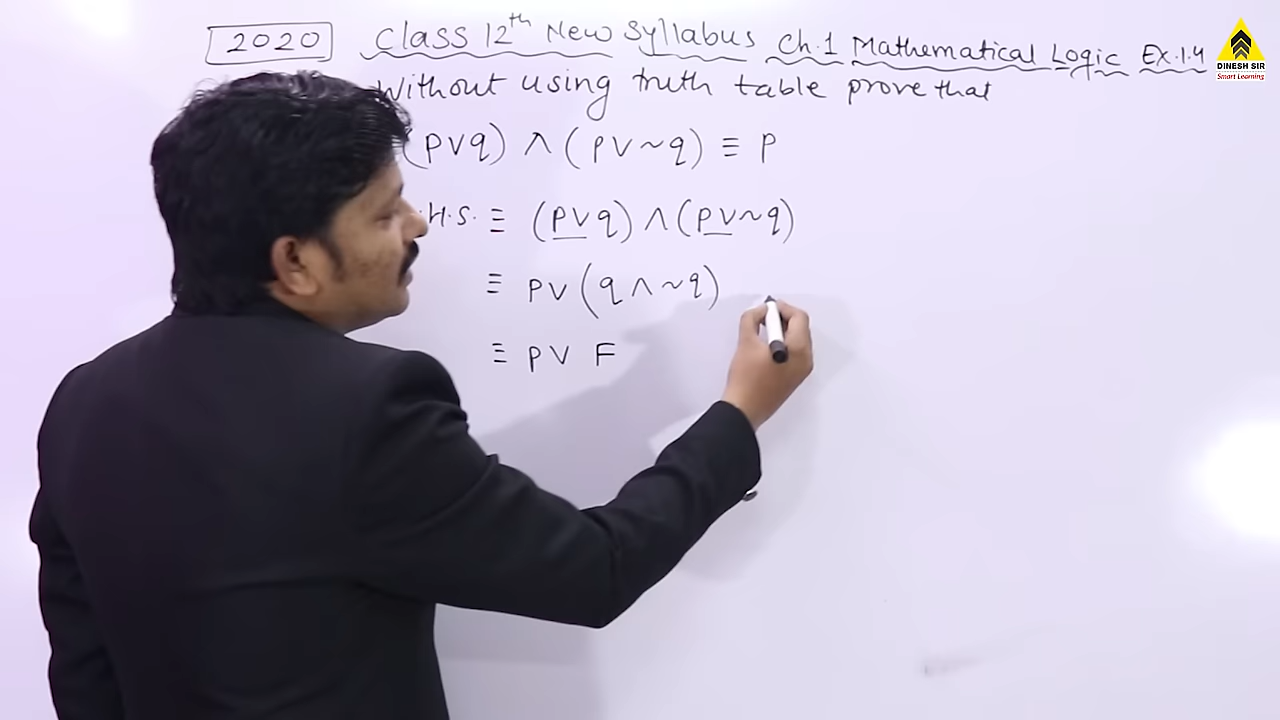 2020 Class 12th New Syllabus Ch.1 Mathematical Logic Ex.1.4
Without using truth table prove that
(p∨q) ∧ (p∨~q) ≡ p
.H.S. ≡ (p∨q) ∧ (p∨~q)
≡ p∨(q∧~q)
≡ p∨ F
DINESH SIR
Smart Learning